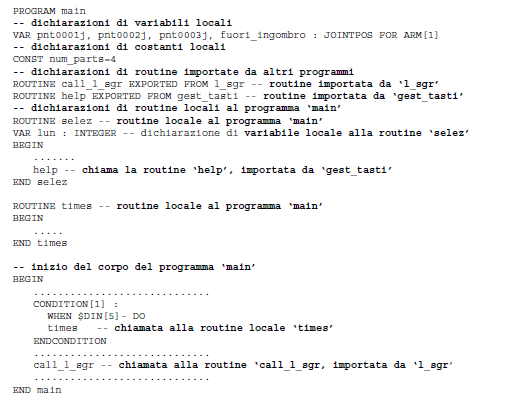 PROGRAM main
-- dichiarazioni di variabili locali
VAR pnt0001j, pnt0002j, pnt0003j, fuori_ingombro : JOINTPOS FOR ARM[1]
-- dichiarazioni di costanti locali
CONST num_parts=4
-- dichiarazioni di routine importate da altri programmi
ROUTINE call_l_sgr EXPORTED FROM l_sgr -- routine importata da ‘l_sgr’
ROUTINE help EXPORTED FROM gest_tasti -- routine importata da ‘gest_tasti’
-- dichiarazioni di routine locali al programma ‘main’
ROUTINE selez -- routine locale al programma ‘main’
VAR lun : INTEGER -- dichiarazione di variabile locale alla routine ‘selez’
BEGIN
.......
help -- chiama la routine ‘help’, importata da ‘gest_tasti’
END selez
ROUTINE times -- routine locale al programma ‘main’
BEGIN
.....
END times
-- inizio del corpo del programma ‘main’
BEGIN
............................
CONDITION[1] :
WHEN $DIN[5]- DO
times -- chiamata alla routine locale ‘times’
ENDCONDITION
............................
call_l_sgr -- chiamata alla routine ‘call_l_sgr, importata da ‘l_sgr’
............................
END main